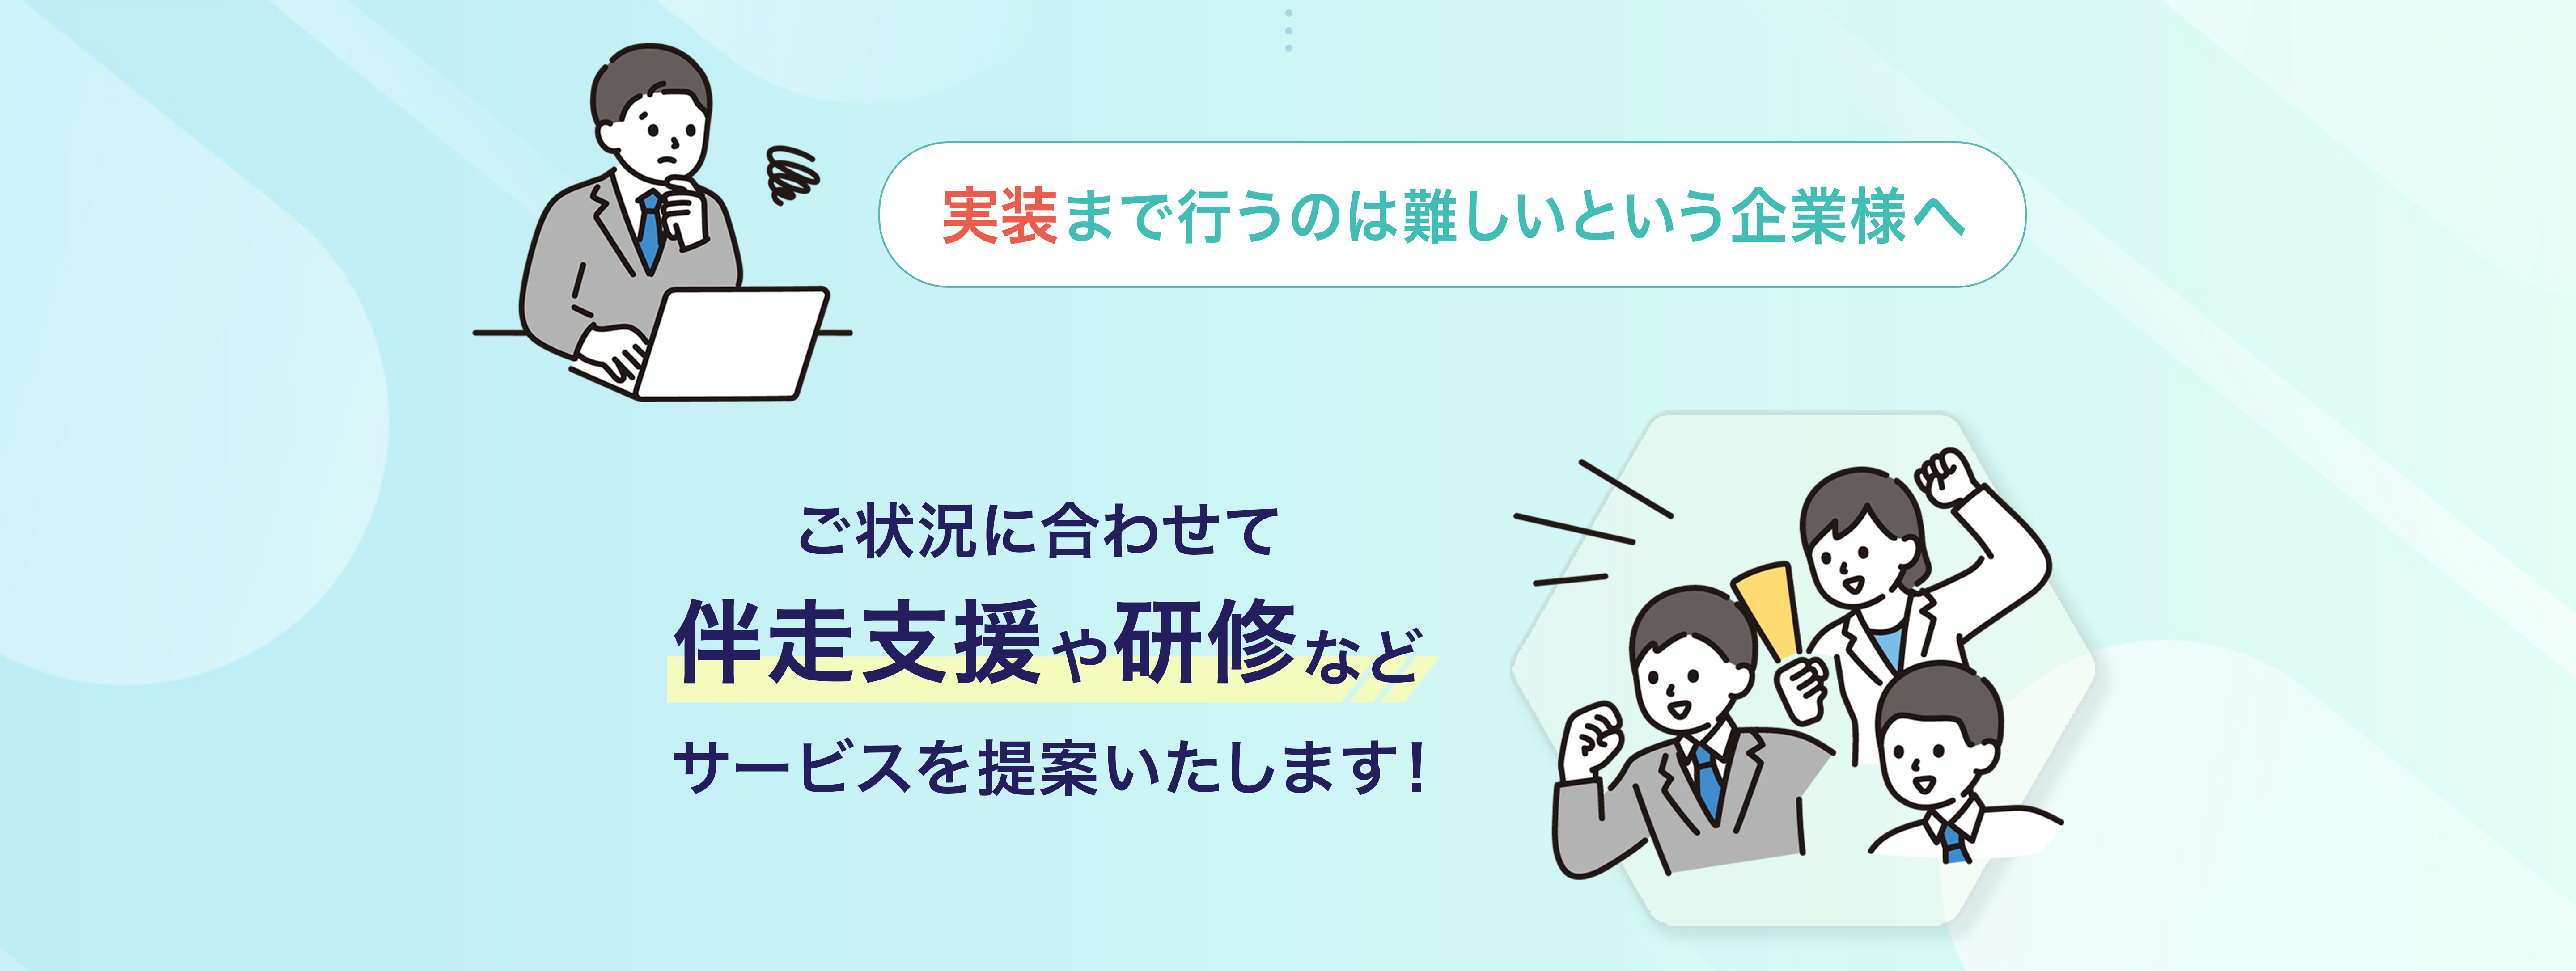 実装まで行うのは難しいという企業様へ
ご状況に合わせて
伴走支援や研修など
サービスを提案いたします！